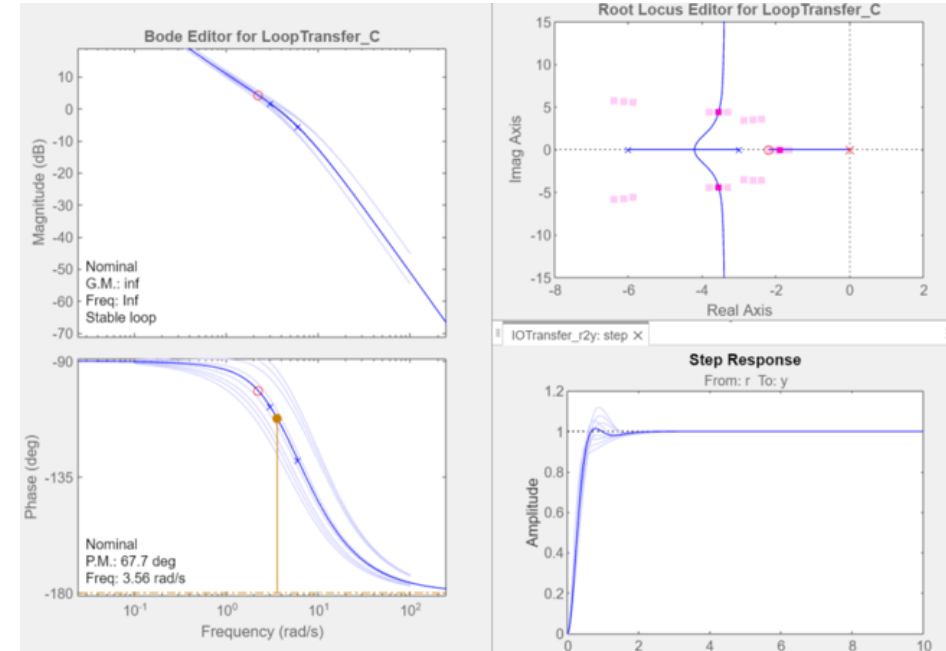 Bode Editor for LoopTransfer_C
10
0
-10
-20
-30
-40
-50
-60
-70
Magnitude (dB)
Nominal
G.M.: inf
Freq: Inf
Stable loop
-90
-135
-180
Phase (deg)
Nominal
P.M.: 67.7 deg
Freq: 3.56 rad/s
10-1 100 101 102
Frequency (rad/s)
Root Locus Editor for LoopTransfer_C
15
10
5
0
-5
-10
-15
Imag Axis
-8 -6 -4 -2 0 2
Real Axis
IOTransfer_r2y: step ×
Step Response
From: r To: y
1.2
1
0.8
0.6
0.4
0.2
0
Amplitude
0 2 4 6 8 10